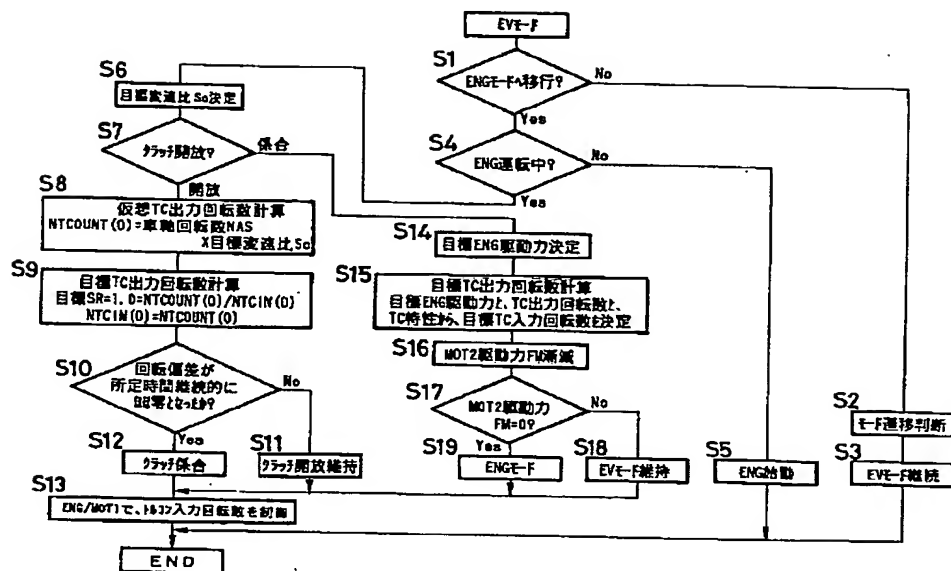 EVモード
S1
ENGモードへ移行?
No
Yes
S4
ENG運転中?
No
Yes
S6
目標変速比So決定
S7
クラッチ開放?
係合
開放
S8
仮想TC出力回転数計算
NTCOUNT(0)=車軸回転数NAS
X目標変速比So
S9
目標TC出力回転数計算
目標SR=1.0=NTCOUNT(0)/NTCIN(0)
NTCIN(0)=NTCOUNT(0)
S10
回転偏差が
所定時間継続的に
ほぼ零となったか?
No
Yes
S12
クラッチ係合
S11
クラッチ開放維持
S13
ENG/MOT1で、トルコン入力回転数を制御
END
S14
目標ENG駆動力決定
S15
目標TC出力回転数計算
目標ENG駆動力と、TC出力回転数と、
TC特性から、目標TC入力回転数を決定
S16
MOT2駆動力FM漸減
S17
MOT2駆動力
FM=0?
No
Yes
S19
ENGモード
S18
EVモード維持
S5
ENG始動
S2
モード遷移判断
S3
EVモード継続